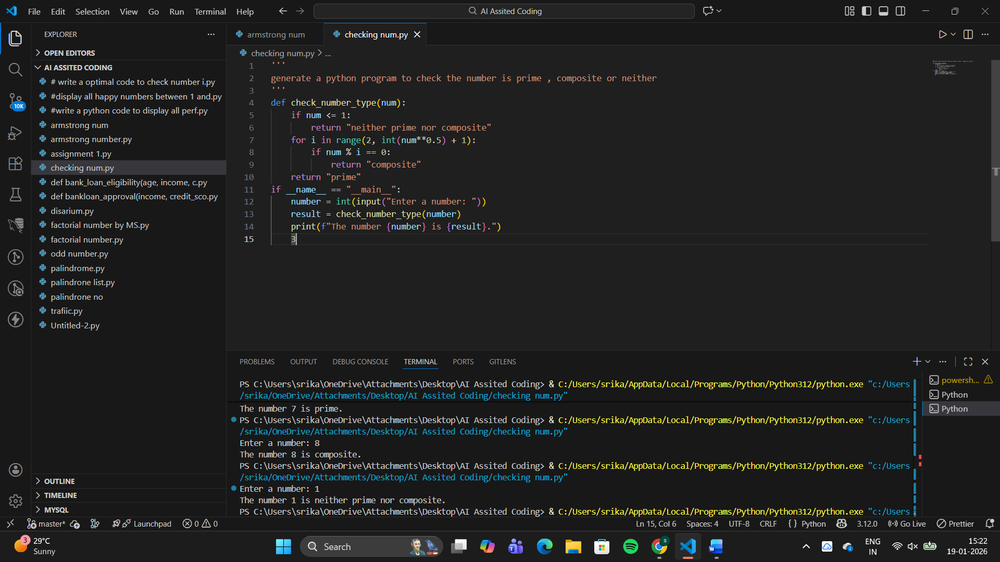 File Edit Selection View Go Run Terminal Help
AI Assited Coding
EXPLORER
OPEN EDITORS
AI ASSITED CODING
# write a optimal code to check number i.py
#display all happy numbers between 1 and.py
#write a python code to display all perf.py
armstrong num
armstrong number.py
assignment 1.py
checking num.py
def bank_loan_eligibility(age, income, c.py
def bankloan_approval(income, credit_sco.py
disarium.py
factorial number by MS.py
factorial number.py
odd number.py
palindrome.py
palindrone list.py
palindrone no
trafiic.py
Untitled-2.py
OUTLINE
TIMELINE
MYSQL
10K
armstrong num
checking num.py
checking num.py > ...
1 '''
2 generate a python program to check the number is prime , composite or neither
3 '''
4 def check_number_type(num):
5 if num <= 1:
6 return "neither prime nor composite"
7 for i in range(2, int(num**0.5) + 1):
8 if num % i == 0:
9 return "composite"
10 return "prime"
11 if __name__ == "__main__":
12 number = int(input("Enter a number: "))
13 result = check_number_type(number)
14 print(f"The number {number} is {result}.")
15 3
PROBLEMS OUTPUT DEBUG CONSOLE TERMINAL PORTS GITLENS
PS C:\Users\srika\OneDrive\Attachments\Desktop\AI Assited Coding> & C:/Users/srika/AppData/Local/Programs/Python/Python312/python.exe "c:/Users
/srika/OneDrive/Attachments/Desktop/AI Assited Coding/checking num.py"
The number 7 is prime.
PS C:\Users\srika\OneDrive\Attachments\Desktop\AI Assited Coding> & C:/Users/srika/AppData/Local/Programs/Python/Python312/python.exe "c:/Users
/srika/OneDrive/Attachments/Desktop/AI Assited Coding/checking num.py"
Enter a number: 8
The number 8 is composite.
PS C:\Users\srika\OneDrive\Attachments\Desktop\AI Assited Coding> & C:/Users/srika/AppData/Local/Programs/Python/Python312/python.exe "c:/Users
/srika/OneDrive/Attachments/Desktop/AI Assited Coding/checking num.py"
Enter a number: 1
The number 1 is neither prime nor composite.
PS C:\Users\srika\OneDrive\Attachments\Desktop\AI Assited Coding> & C:/Users/srika/AppData/Local/Programs/Python/Python312/python.exe "c:/Users
powersh...
Python
Python
master* Launchpad 0 0 Ln 15, Col 6 Spaces: 4 UTF-8 CRLF { } Python 3.12.0 Go Live Prettier
3 29°C
Sunny
Search
ENG
IN
15:22
19-01-2026